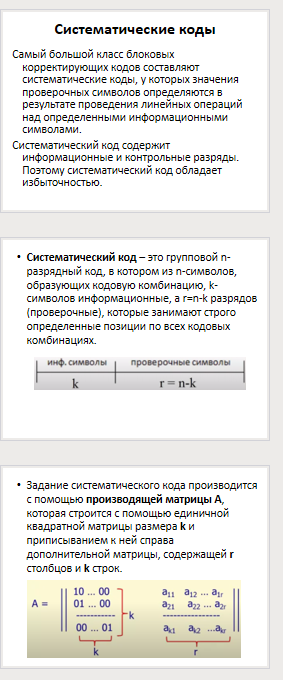 Систематические коды
Самый большой класс блоковых
корректирующих кодов составляют
систематические коды, у которых значения
проверочных символов определяются в
результате проведения линейных операций
над определенными информационными
символами.
Систематический код содержит
информационные и контрольные разряды.
Поэтому систематический код обладает
избыточностью.
• Систематический код – это групповой n-
разрядный код, в котором из n-символов,
образующих кодовую комбинацию, k-
символов информационные, а r=n-k разрядов
(проверочные), которые занимают строго
определенные позиции по всех кодовых
комбинациях.
инф. символы проверочные символы
k r = n-k
• Задание систематического кода производится
с помощью производящей матрицы А,
которая строится с помощью единичной
квадратной матрицы размера k и
приписыванием к ней справа
дополнительной матрицы, содержащей r
столбцов и k строк.
10 ... 00 a11 a12 ... a1r
A = 01 ... 00 a21 a22 ... a2r
------------ k ----------------
00 ... 01 ak1 ak2 ...akr
k r